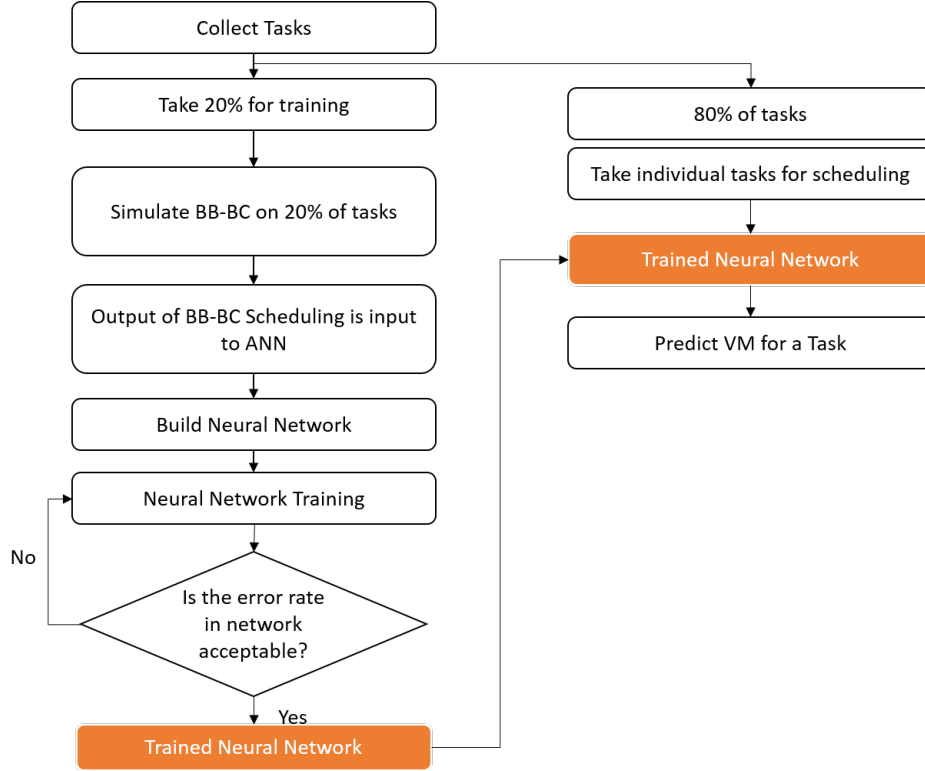 Collect Tasks
Take 20% for training
Simulate BB-BC on 20% of tasks
Output of BB-BC Scheduling is input
to ANN
Build Neural Network
Neural Network Training
No
Is the error rate
in network
acceptable?
Yes
Trained Neural Network
80% of tasks
Take individual tasks for scheduling
Trained Neural Network
Predict VM for a Task